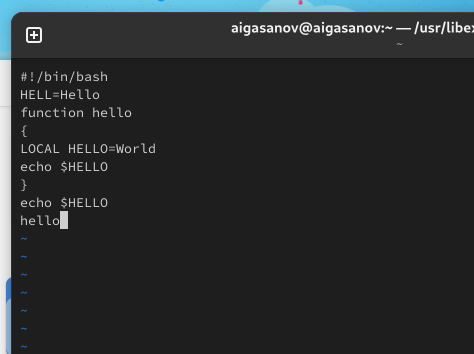 aigasanov@aigasanov:~ — /usr/libex
~
#!/bin/bash
HELL=Hello
function hello
{
LOCAL HELLO=World
echo $HELLO
}
echo $HELLO
hello
~
~
~
~
~
~
~